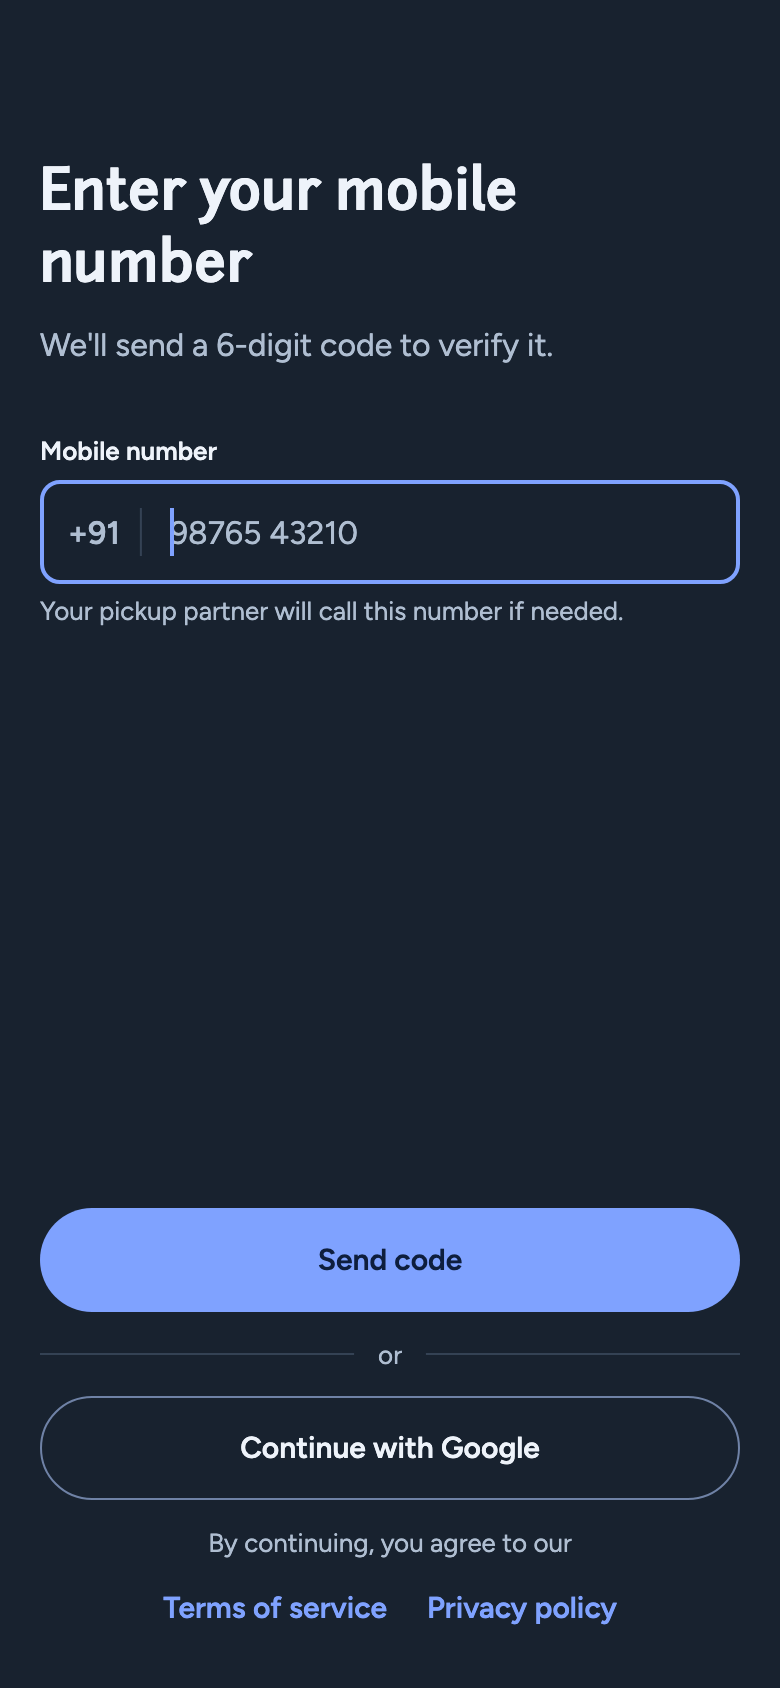 Enter your mobile
number
We'll send a 6-digit code to verify it.
Mobile number
+91 98765 43210
Your pickup partner will call this number if needed.
Send code
or
Continue with Google
By continuing, you agree to our
Terms of service Privacy policy